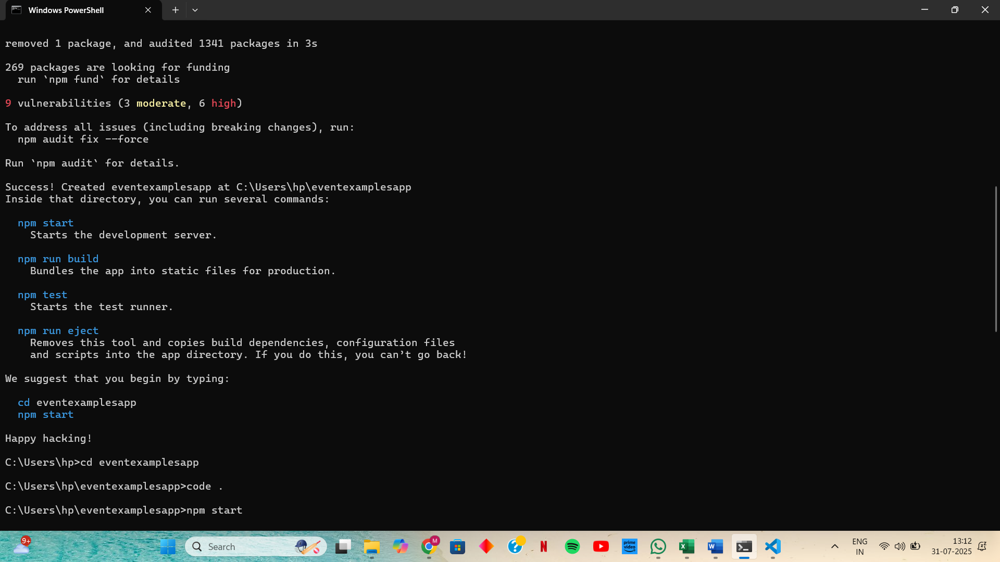 Windows PowerShell
removed 1 package, and audited 1341 packages in 3s
269 packages are looking for funding
run `npm fund` for details
9 vulnerabilities (3 moderate, 6 high)
To address all issues (including breaking changes), run:
npm audit fix --force
Run `npm audit` for details.
Success! Created eventexamplesapp at C:\Users\hp\eventexamplesapp
Inside that directory, you can run several commands:
npm start
Starts the development server.
npm run build
Bundles the app into static files for production.
npm test
Starts the test runner.
npm run eject
Removes this tool and copies build dependencies, configuration files
and scripts into the app directory. If you do this, you can’t go back!
We suggest that you begin by typing:
cd eventexamplesapp
npm start
Happy hacking!
C:\Users\hp>cd eventexamplesapp
C:\Users\hp\eventexamplesapp>code .
C:\Users\hp\eventexamplesapp>npm start
9+
Search
M
prime video
ENG
IN
13:12
31-07-2025